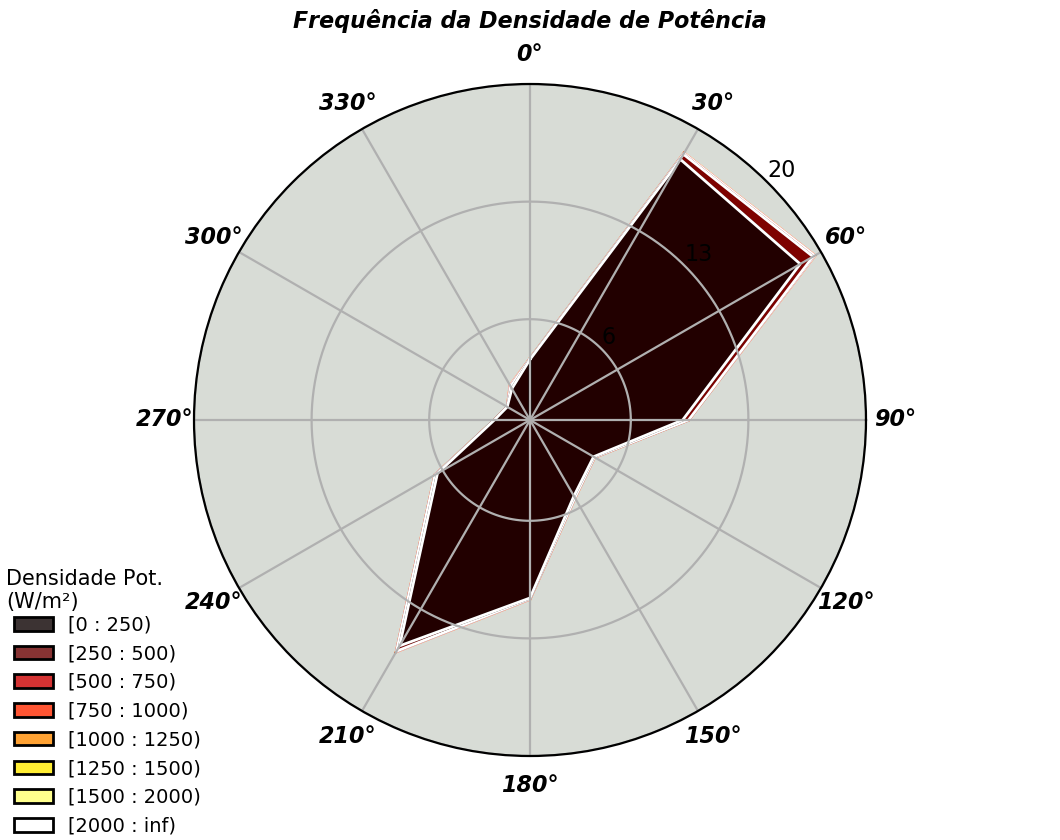 Frequência da Densidade de Potência
0°
330°
30°
20
300°
60°
13
6
270°
90°
240°
120°
210°
150°
180°
Densidade Pot.
(W/m²)
[0 : 250)
[250 : 500)
[500 : 750)
[750 : 1000)
[1000 : 1250)
[1250 : 1500)
[1500 : 2000)
[2000 : inf)